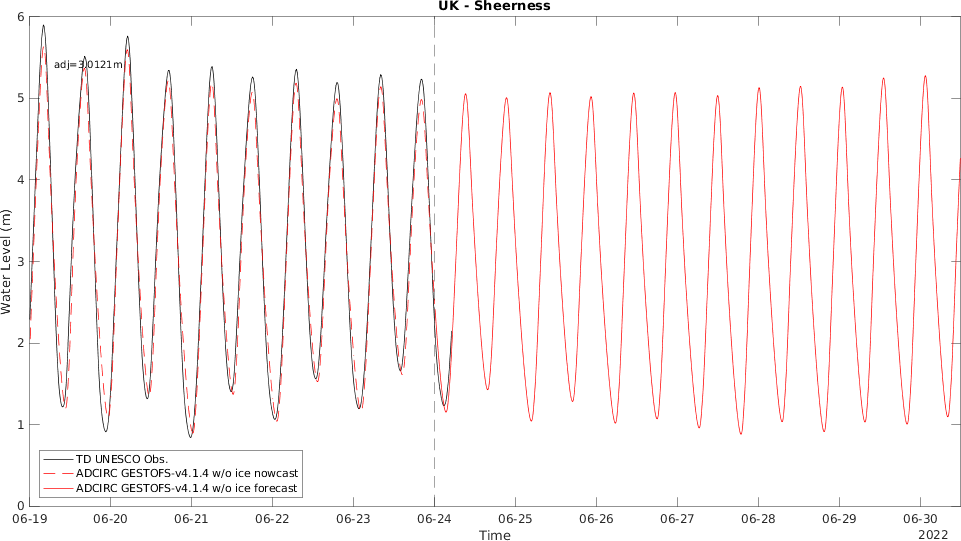 UK - Sheerness
adj=3.0121m
Water Level (m)
6
5
4
3
2
1
0
TD UNESCO Obs.
ADCIRC GESTOFS-v4.1.4 w/o ice nowcast
ADCIRC GESTOFS-v4.1.4 w/o ice forecast
06-19 06-20 06-21 06-22 06-23 06-24 06-25 06-26 06-27 06-28 06-29 06-30
Time
2022